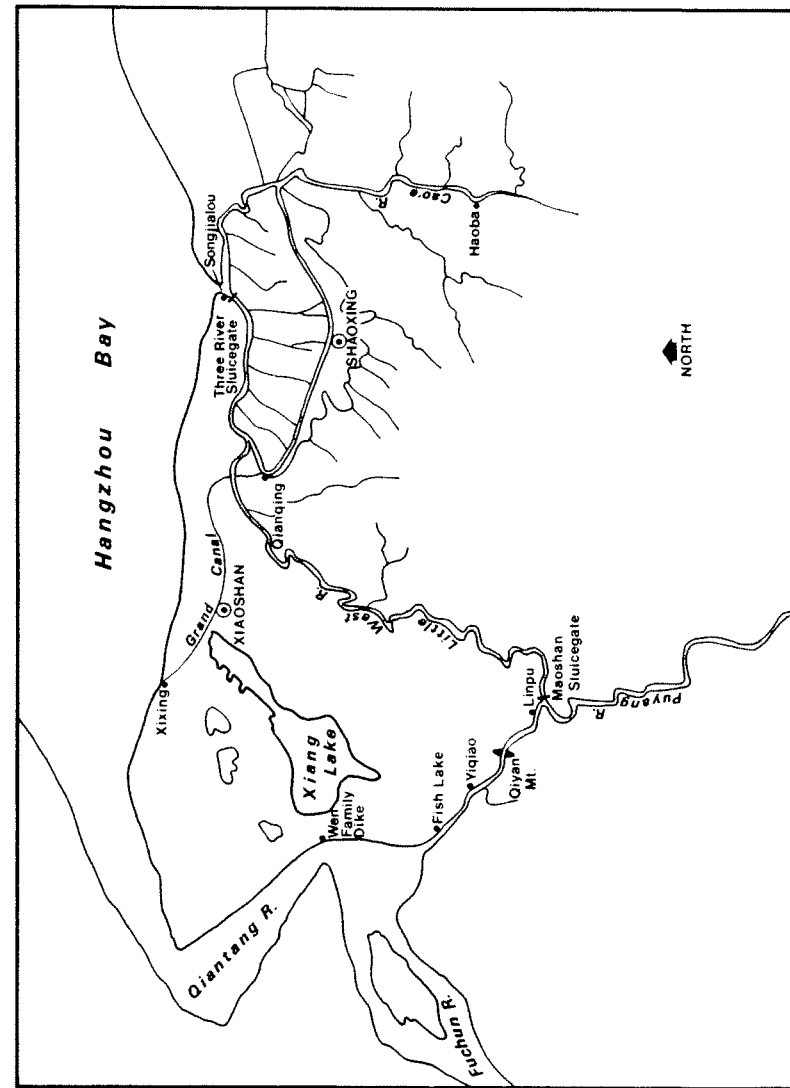 Hangzhou Bay
Songjialou
Three River
Sluicegate
SHAOXING
Cao'e
R.
Haoba
NORTH
Qianqing
Grand Canal
XIAOSHAN
Xixing
West
Little
R.
Linpu
Maoshan
Sluicegate
Puyang
R.
Xiang
Lake
Wen
Family
Dike
Fish Lake
Yiqiao
Qiyan
Mt.
Qiantang R.
Fuchun R.